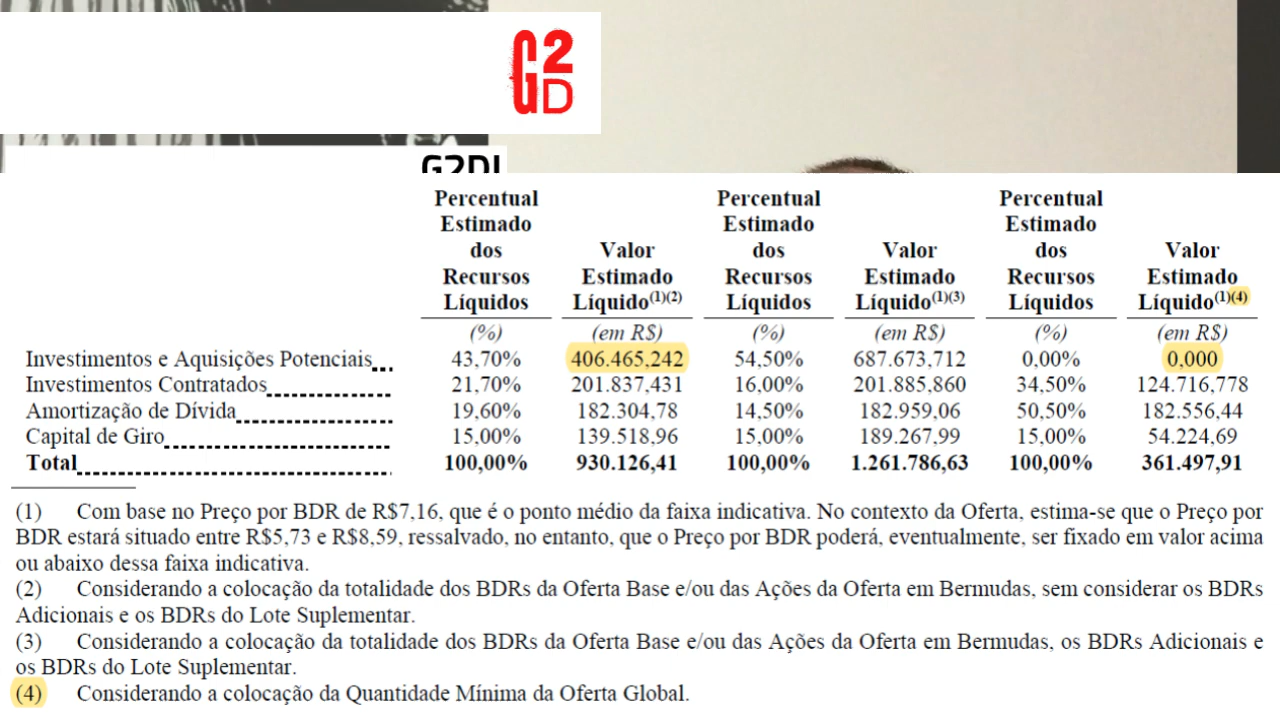 G2D
G2DI
Percentual Estimado dos Recursos Líquidos
Valor Estimado Líquido(1)(2)
Percentual Estimado dos Recursos Líquidos
Valor Estimado Líquido(1)(3)
Percentual Estimado dos Recursos Líquidos
Valor Estimado Líquido(1)(4)
(%) (em R$) (%) (em R$) (%) (em R$)
Investimentos e Aquisições Potenciais 43,70% 406.465,242 54,50% 687.673,712 0,00% 0,000
Investimentos Contratados 21,70% 201.837,431 16,00% 201.885,860 34,50% 124.716,778
Amortização de Dívida 19,60% 182.304,78 14,50% 182.959,06 50,50% 182.556,44
Capital de Giro 15,00% 139.518,96 15,00% 189.267,99 15,00% 54.224,69
Total 100,00% 930.126,41 100,00% 1.261.786,63 100,00% 361.497,91
(1) Com base no Preço por BDR de R$7,16, que é o ponto médio da faixa indicativa. No contexto da Oferta, estima-se que o Preço por
BDR estará situado entre R$5,73 e R$8,59, ressalvado, no entanto, que o Preço por BDR poderá, eventualmente, ser fixado em valor acima
ou abaixo dessa faixa indicativa.
(2) Considerando a colocação da totalidade dos BDRs da Oferta Base e/ou das Ações da Oferta em Bermudas, sem considerar os BDRs
Adicionais e os BDRs do Lote Suplementar.
(3) Considerando a colocação da totalidade dos BDRs da Oferta Base e/ou das Ações da Oferta em Bermudas, os BDRs Adicionais e
os BDRs do Lote Suplementar.
(4) Considerando a colocação da Quantidade Mínima da Oferta Global.